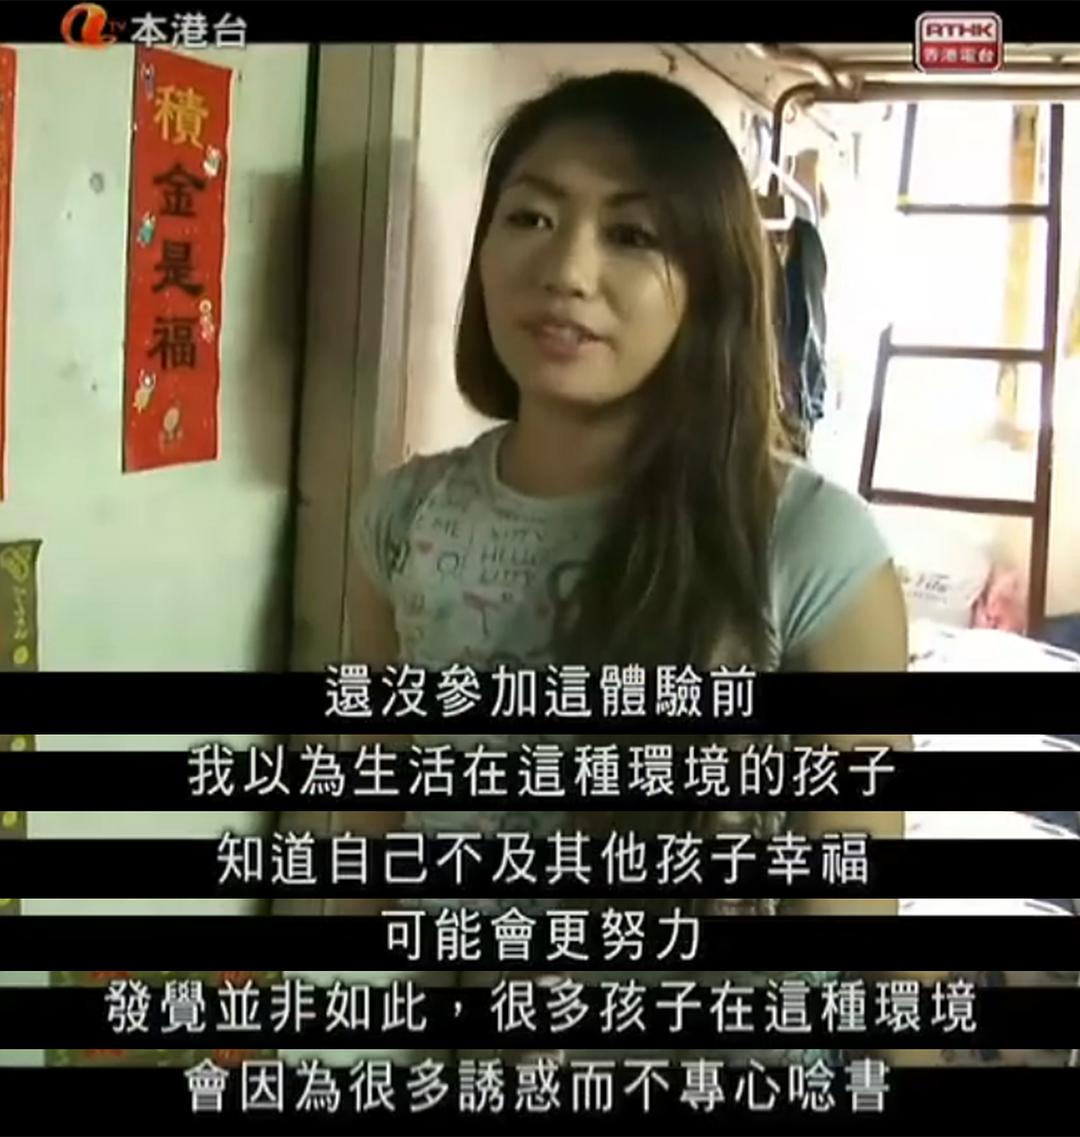 本港台
RTHK
香港電台
積金是福
HELLO
還沒參加這體驗前
我以為生活在這種環境的孩子
知道自己不及其他孩子幸福
可能會更努力
發覺並非如此，很多孩子在這種環境
會因為很多誘惑而不專心唸書